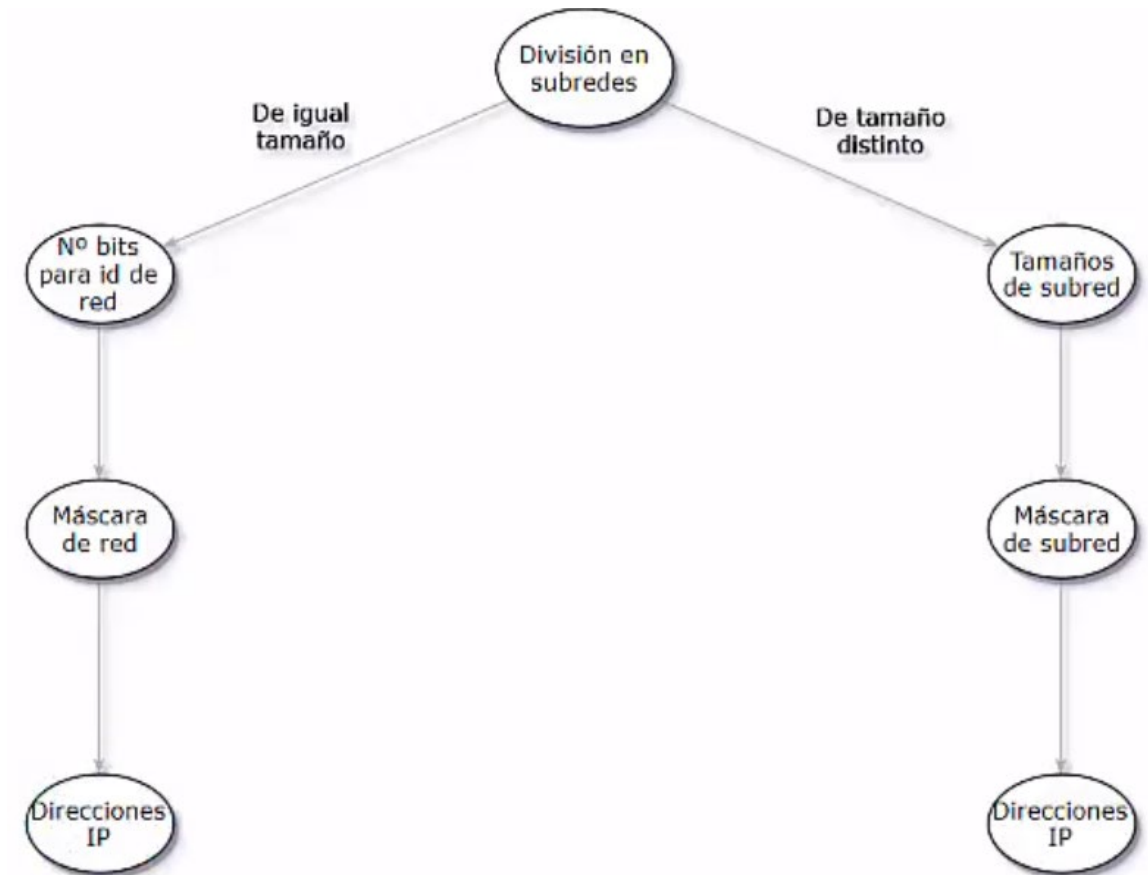 División en
subredes
De igual
tamaño
De tamaño
distinto
Nº bits
para id de
red
Tamaños
de subred
Máscara
de red
Máscara
de subred
Direcciones
IP
Direcciones
IP